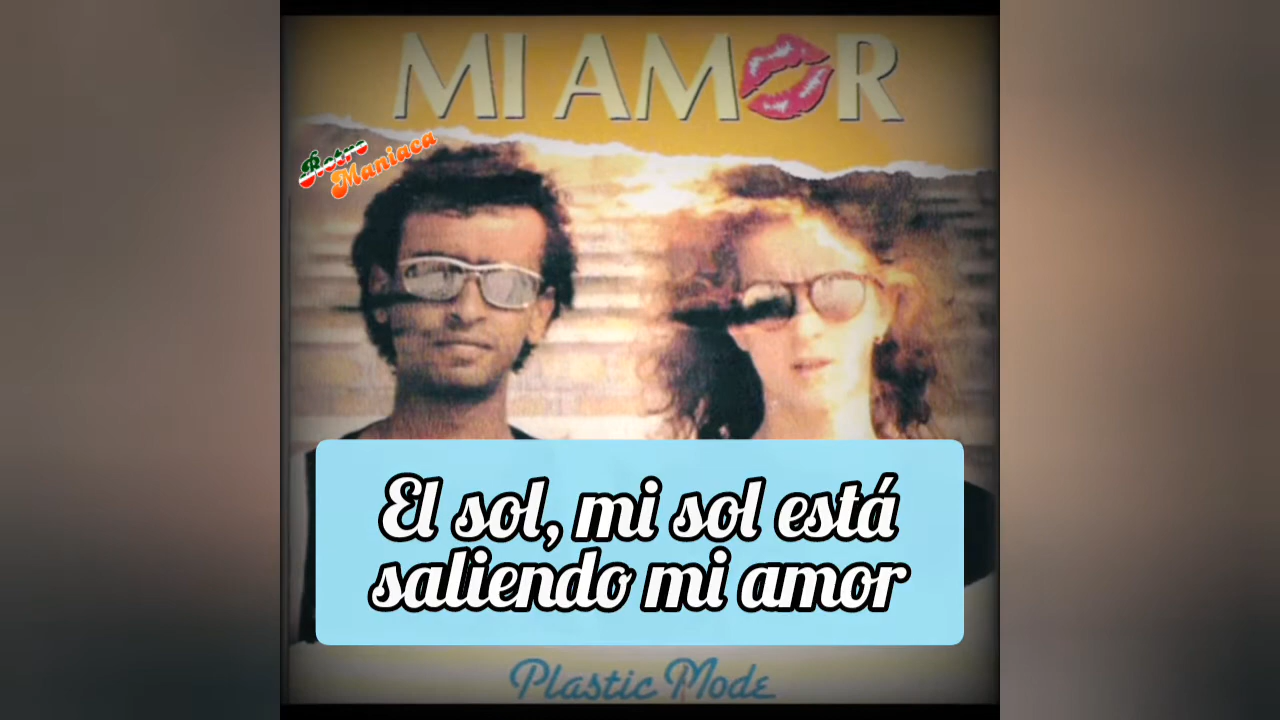 MI AMOR
Retro
Maniaca
El sol, mi sol está
saliendo mi amor
Plastic Mode